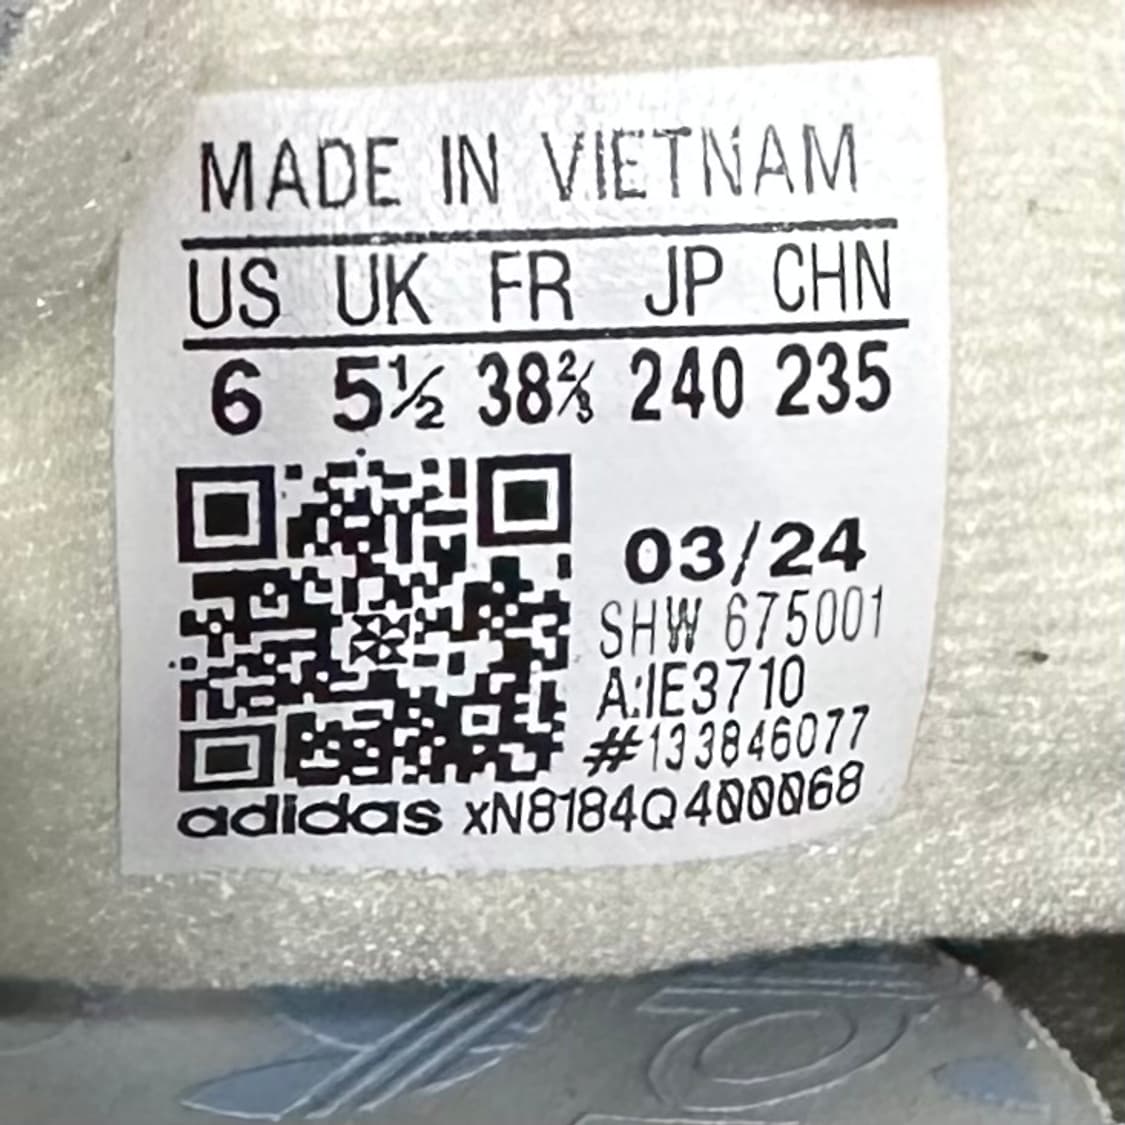 MADE IN VIETNAM
US UK FR JP CHN
6 5½ 38⅔ 240 235
03/24
SHW 675001
A:IE3710
#133846077
adidas xN8184Q400068